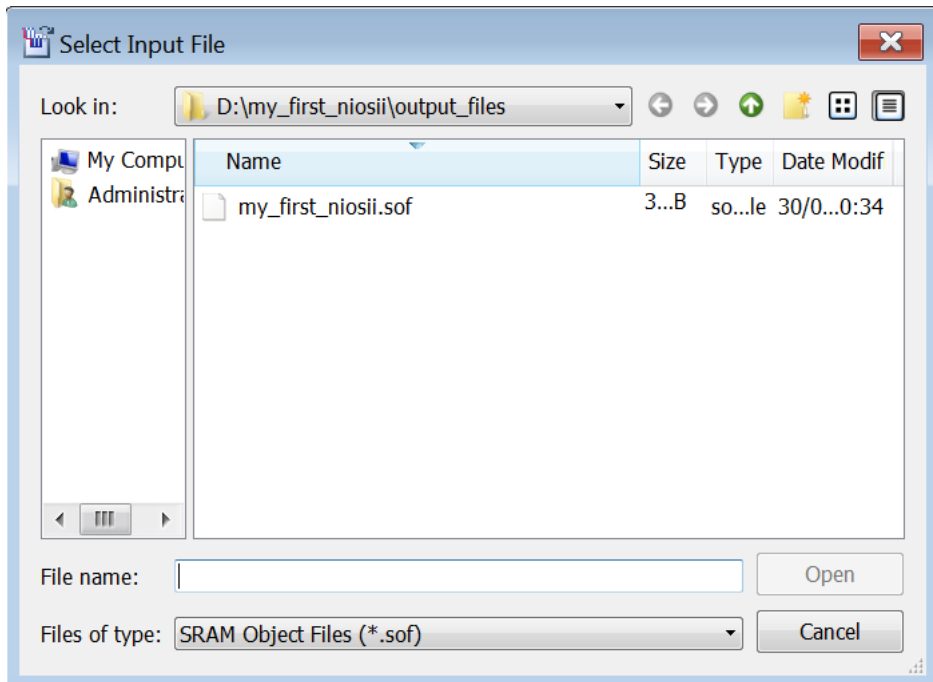 Select Input File
Look in: D:\my_first_niosii\output_files
My Compu
Administra
Name Size Type Date Modif
my_first_niosii.sof 3...B so...le 30/0...0:34
File name: Open
Files of type: SRAM Object Files (*.sof) Cancel